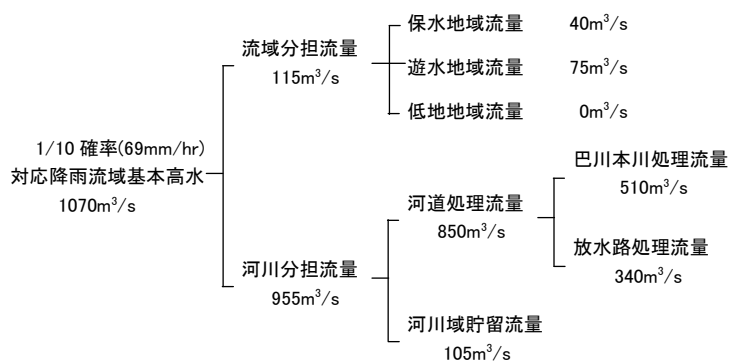 1/10 確率(69mm/hr)
対応降雨流域基本高水
1070m³/s
流域分担流量
115m³/s
保水地域流量 40m³/s
遊水地域流量 75m³/s
低地地域流量 0m³/s
河川分担流量
955m³/s
河道処理流量
850m³/s
巴川本川処理流量
510m³/s
放水路処理流量
340m³/s
河川域貯留流量
105m³/s